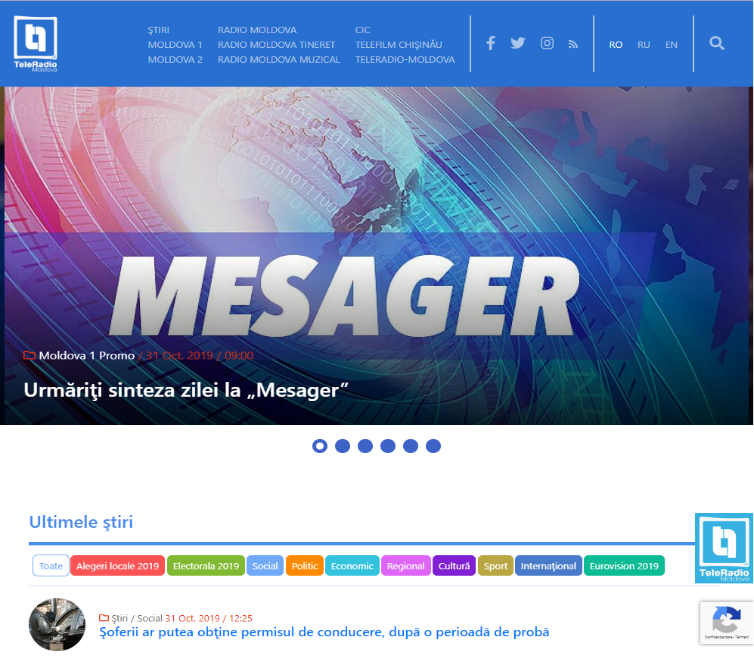 TeleRadio
Moldova
ŞTIRI
MOLDOVA 1
MOLDOVA 2
RADIO MOLDOVA
RADIO MOLDOVA TINERET
RADIO MOLDOVA MUZICAL
CIC
TELEFILM CHIŞINĂU
TELERADIO-MOLDOVA
RO RU EN
MESAGER
Moldova 1 Promo / 31 Oct. 2019 / 09:00
Urmăriţi sinteza zilei la „Mesager”
Ultimele ştiri
Toate Alegeri locale 2019 Electorala 2019 Social Politic Economic Regional Cultură Sport Internaţional Eurovision 2019
TeleRadio
Moldova
Ştiri / Social 31 Oct. 2019 / 12:25
Şoferii ar putea obţine permisul de conducere, după o perioadă de probă